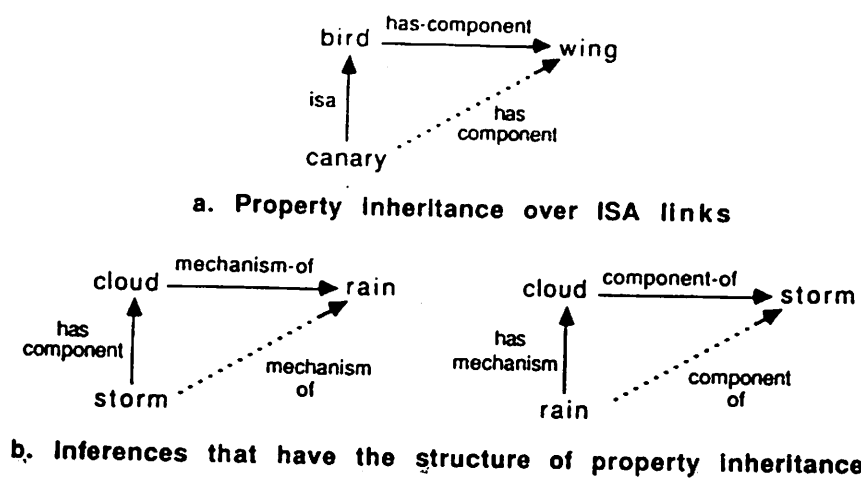 has-component
bird
wing
isa
has
component
canary
a. Property inheritance over ISA links
mechanism-of
cloud
rain
has
component
mechanism
of
storm
component-of
cloud
storm
has
mechanism
component
of
rain
b. Inferences that have the structure of property inheritance